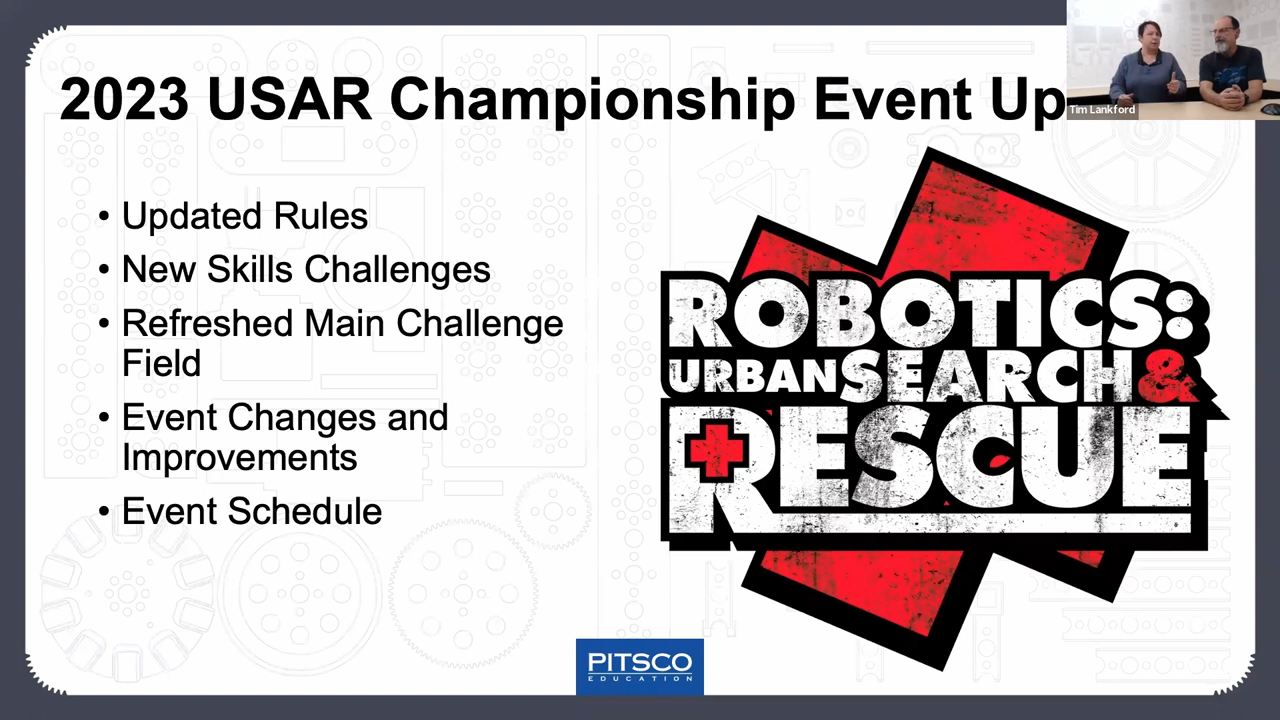 2023 USAR Championship Event Up
Tim Lankford
• Updated Rules
• New Skills Challenges
• Refreshed Main Challenge
Field
• Event Changes and
Improvements
• Event Schedule
ROBOTICS:
URBAN SEARCH &
RESCUE
PITSCO
EDUCATION